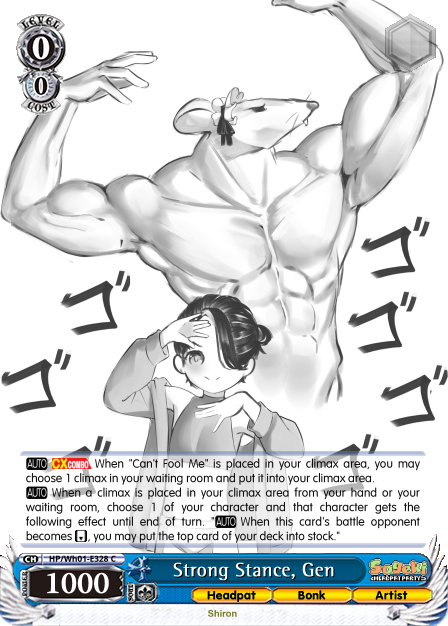 LEVEL
0
0
COST
ゴ
ゴ
ゴ
ゴ
ゴ
ゴ
ゴ
AUTO CXCOMBO When "Can't Fool Me" is placed in your climax area, you may
choose 1 climax in your waiting room and put it into your climax area.
AUTO When a climax is placed in your climax area from your hand or your
waiting room, choose 1 of your character and that character gets the
following effect until end of turn. "AUTO When this card's battle opponent
becomes , you may put the top card of your deck into stock."
CH HP/Wh01-E328 C
POWER 1000 SOUL Strong Stance, Gen Sayeki HEADPAT PARTY
Headpat Bonk Artist
Shiron